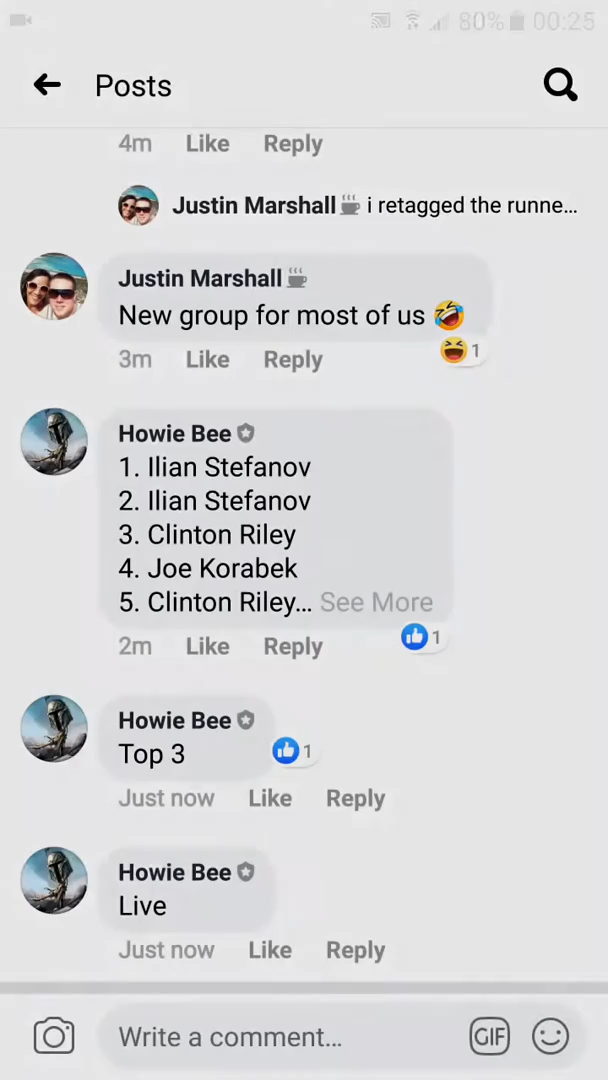 80% 00:25
Posts
4m Like Reply
Justin Marshall i retagged the runne...
Justin Marshall
New group for most of us 🤣
1
3m Like Reply
Howie Bee
1. Ilian Stefanov
2. Ilian Stefanov
3. Clinton Riley
4. Joe Korabek
5. Clinton Riley... See More
1
2m Like Reply
Howie Bee
Top 3
1
Just now Like Reply
Howie Bee
Live
Just now Like Reply
Write a comment... GIF